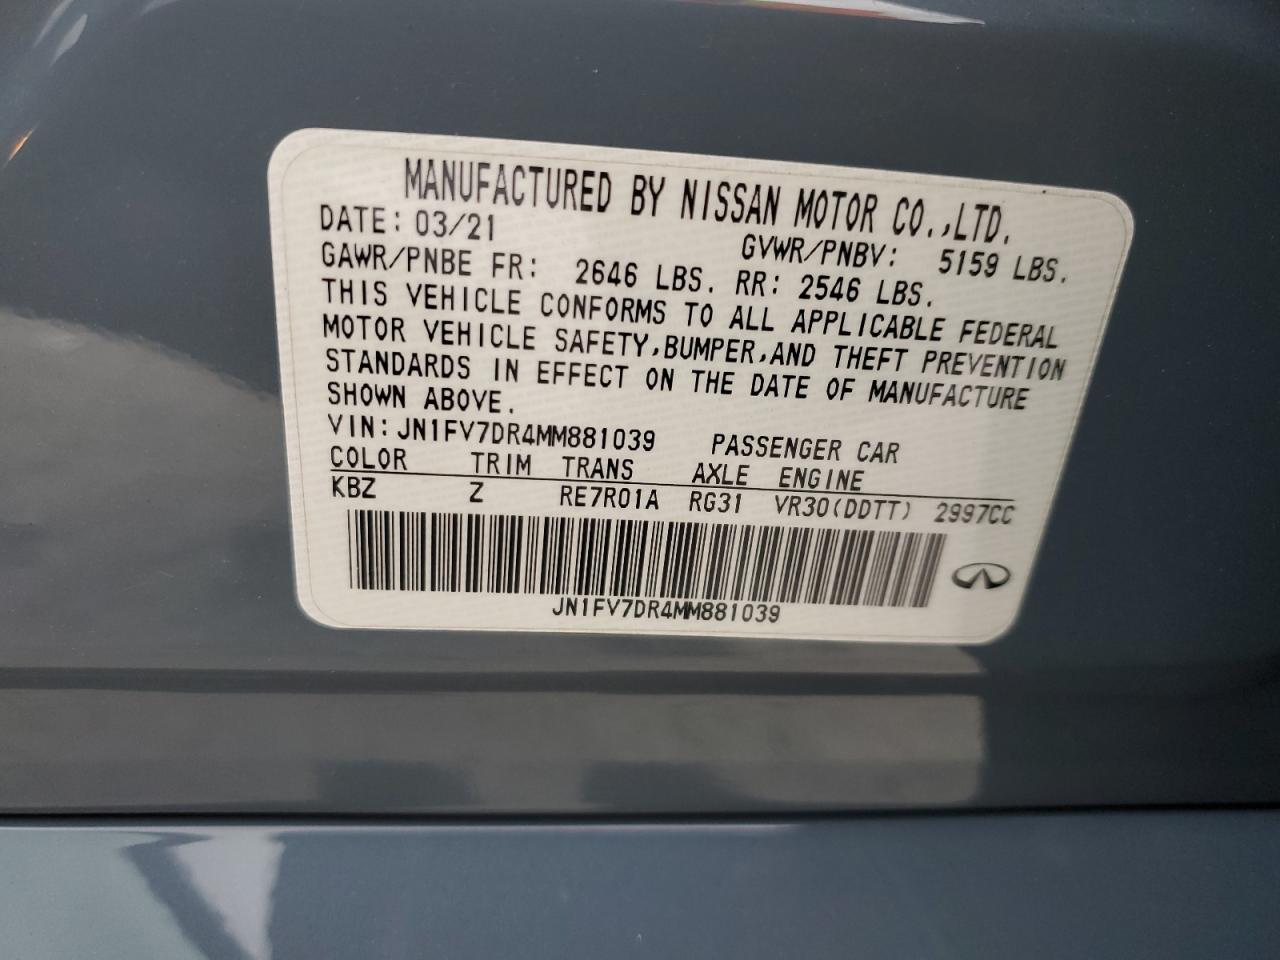 MANUFACTURED BY NISSAN MOTOR CO.,LTD.
DATE: 03/21 GVWR/PNBV: 5159 LBS.
GAWR/PNBE FR: 2646 LBS. RR: 2546 LBS.
THIS VEHICLE CONFORMS TO ALL APPLICABLE FEDERAL
MOTOR VEHICLE SAFETY,BUMPER,AND THEFT PREVENTION
STANDARDS IN EFFECT ON THE DATE OF MANUFACTURE
SHOWN ABOVE.
VIN: JN1FV7DR4MM881039 PASSENGER CAR
COLOR TRIM TRANS AXLE ENGINE
KBZ Z RE7R01A RG31 VR30(DDTT) 2997CC
JN1FV7DR4MM881039